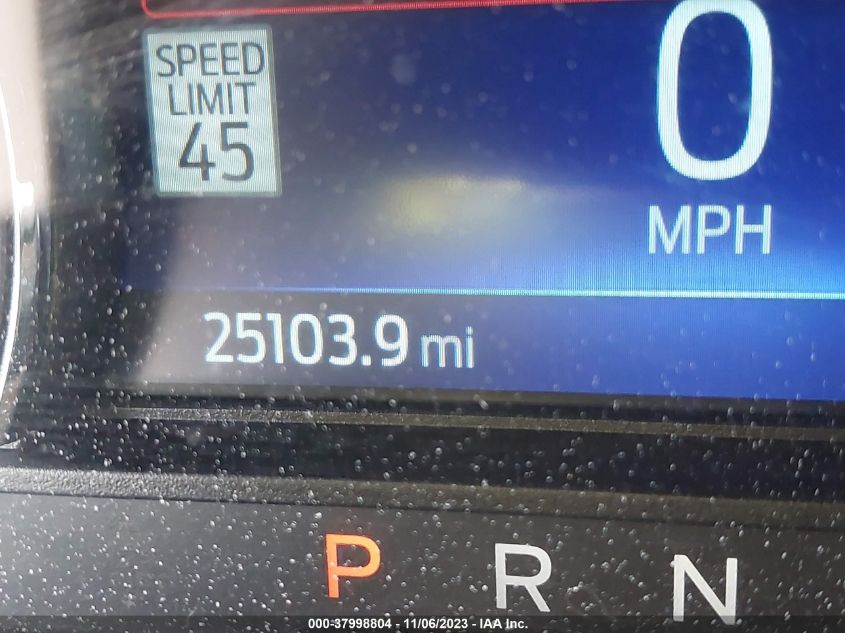 SPEED
LIMIT
45
0
MPH
25103.9 mi
P R N
000-37998804 - 11/06/2023 - IAA Inc.